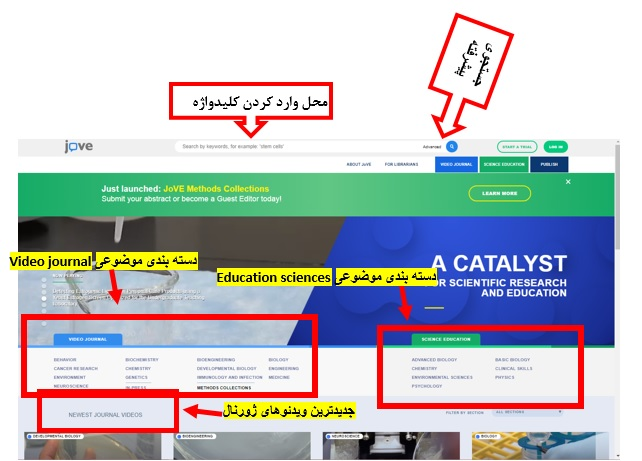 جستجوی
پیشرفته
محل وارد کردن کلیدواژه
jove
Search by keywords, for example: 'stem cells'
Advanced
START A TRIAL
LOG IN
ABOUT JoVE
FOR LIBRARIANS
VIDEO JOURNAL
SCIENCE EDUCATION
PUBLISH
Just launched: JoVE Methods Collections
Submit your abstract or become a Guest Editor today!
LEARN MORE
دسته بندی موضوعی Video journal
دسته بندی موضوعی Education sciences
A CATALYST
FOR SCIENTIFIC RESEARCH
AND EDUCATION
VIDEO JOURNAL
BEHAVIOR
BIOCHEMISTRY
BIOENGINEERING
BIOLOGY
CANCER RESEARCH
CHEMISTRY
DEVELOPMENTAL BIOLOGY
ENGINEERING
ENVIRONMENT
GENETICS
IMMUNOLOGY AND INFECTION
MEDICINE
NEUROSCIENCE
IN PRESS
METHODS COLLECTIONS
SCIENCE EDUCATION
ADVANCED BIOLOGY
BASIC BIOLOGY
CHEMISTRY
CLINICAL SKILLS
ENVIRONMENTAL SCIENCES
PHYSICS
PSYCHOLOGY
NEWEST JOURNAL VIDEOS
جدیدترین ویدئوهای ژورنال
FILTER BY SECTION
ALL SECTIONS
DEVELOPMENTAL BIOLOGY
BIOENGINEERING
NEUROSCIENCE
BIOLOGY